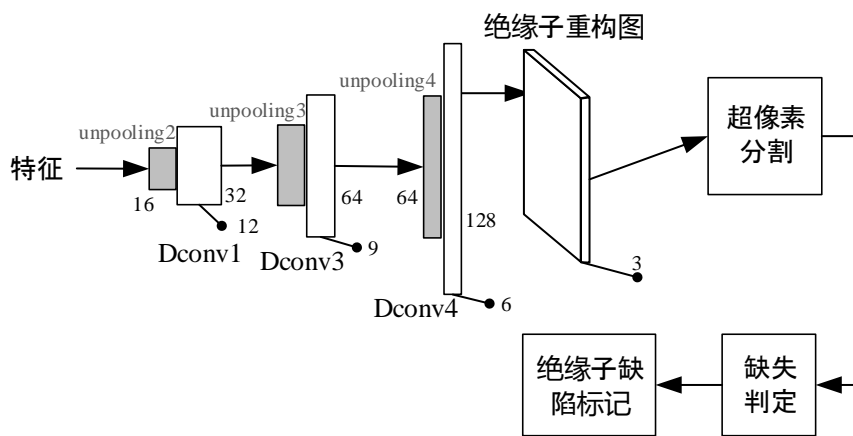 绝缘子重构图
unpooling4
unpooling3
unpooling2
超像素
分割
特征
16
32
12
64
9
64
128
6
3
Dconv1
Dconv3
Dconv4
绝缘子缺
陷标记
缺失
判定